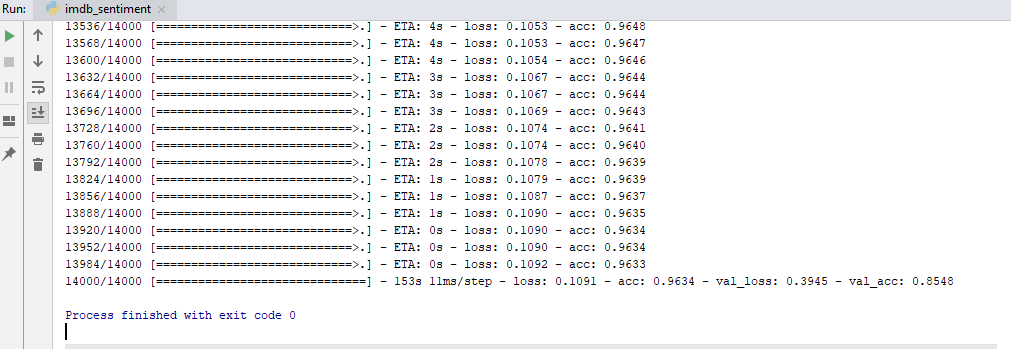 Run: imdb_sentiment
13536/14000 [============================>.] - ETA: 4s - loss: 0.1053 - acc: 0.9648
13568/14000 [============================>.] - ETA: 4s - loss: 0.1053 - acc: 0.9647
13600/14000 [============================>.] - ETA: 4s - loss: 0.1054 - acc: 0.9646
13632/14000 [============================>.] - ETA: 3s - loss: 0.1067 - acc: 0.9644
13664/14000 [============================>.] - ETA: 3s - loss: 0.1067 - acc: 0.9644
13696/14000 [============================>.] - ETA: 3s - loss: 0.1069 - acc: 0.9643
13728/14000 [============================>.] - ETA: 2s - loss: 0.1074 - acc: 0.9641
13760/14000 [============================>.] - ETA: 2s - loss: 0.1074 - acc: 0.9640
13792/14000 [============================>.] - ETA: 2s - loss: 0.1078 - acc: 0.9639
13824/14000 [============================>.] - ETA: 1s - loss: 0.1079 - acc: 0.9639
13856/14000 [============================>.] - ETA: 1s - loss: 0.1087 - acc: 0.9637
13888/14000 [============================>.] - ETA: 1s - loss: 0.1090 - acc: 0.9635
13920/14000 [============================>.] - ETA: 0s - loss: 0.1090 - acc: 0.9634
13952/14000 [============================>.] - ETA: 0s - loss: 0.1090 - acc: 0.9634
13984/14000 [============================>.] - ETA: 0s - loss: 0.1092 - acc: 0.9633
14000/14000 [==============================] - 153s 11ms/step - loss: 0.1091 - acc: 0.9634 - val_loss: 0.3945 - val_acc: 0.8548
Process finished with exit code 0